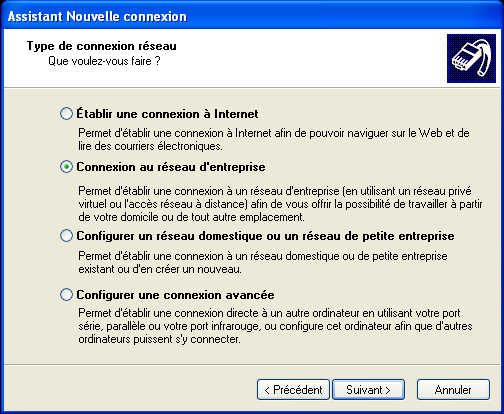 Assistant Nouvelle connexion
Type de connexion réseau
Que voulez-vous faire ?
Établir une connexion à Internet
Permet d'établir une connexion à Internet afin de pouvoir naviguer sur le Web et de
lire des courriers électroniques.
Connexion au réseau d'entreprise
Permet d'établir une connexion à un réseau d'entreprise (en utilisant un réseau privé
virtuel ou l'accès réseau à distance) afin de vous offrir la possibilité de travailler à partir
de votre domicile ou de tout autre emplacement.
Configurer un réseau domestique ou un réseau de petite entreprise
Permet d'établir une connexion à un réseau domestique ou de petite entreprise
existant ou d'en créer un nouveau.
Configurer une connexion avancée
Permet d'établir une connexion directe à un autre ordinateur en utilisant votre port
série, parallèle ou votre port infrarouge, ou configure cet ordinateur afin que d'autres
ordinateurs puissent s'y connecter.
< Précédent
Suivant >
Annuler